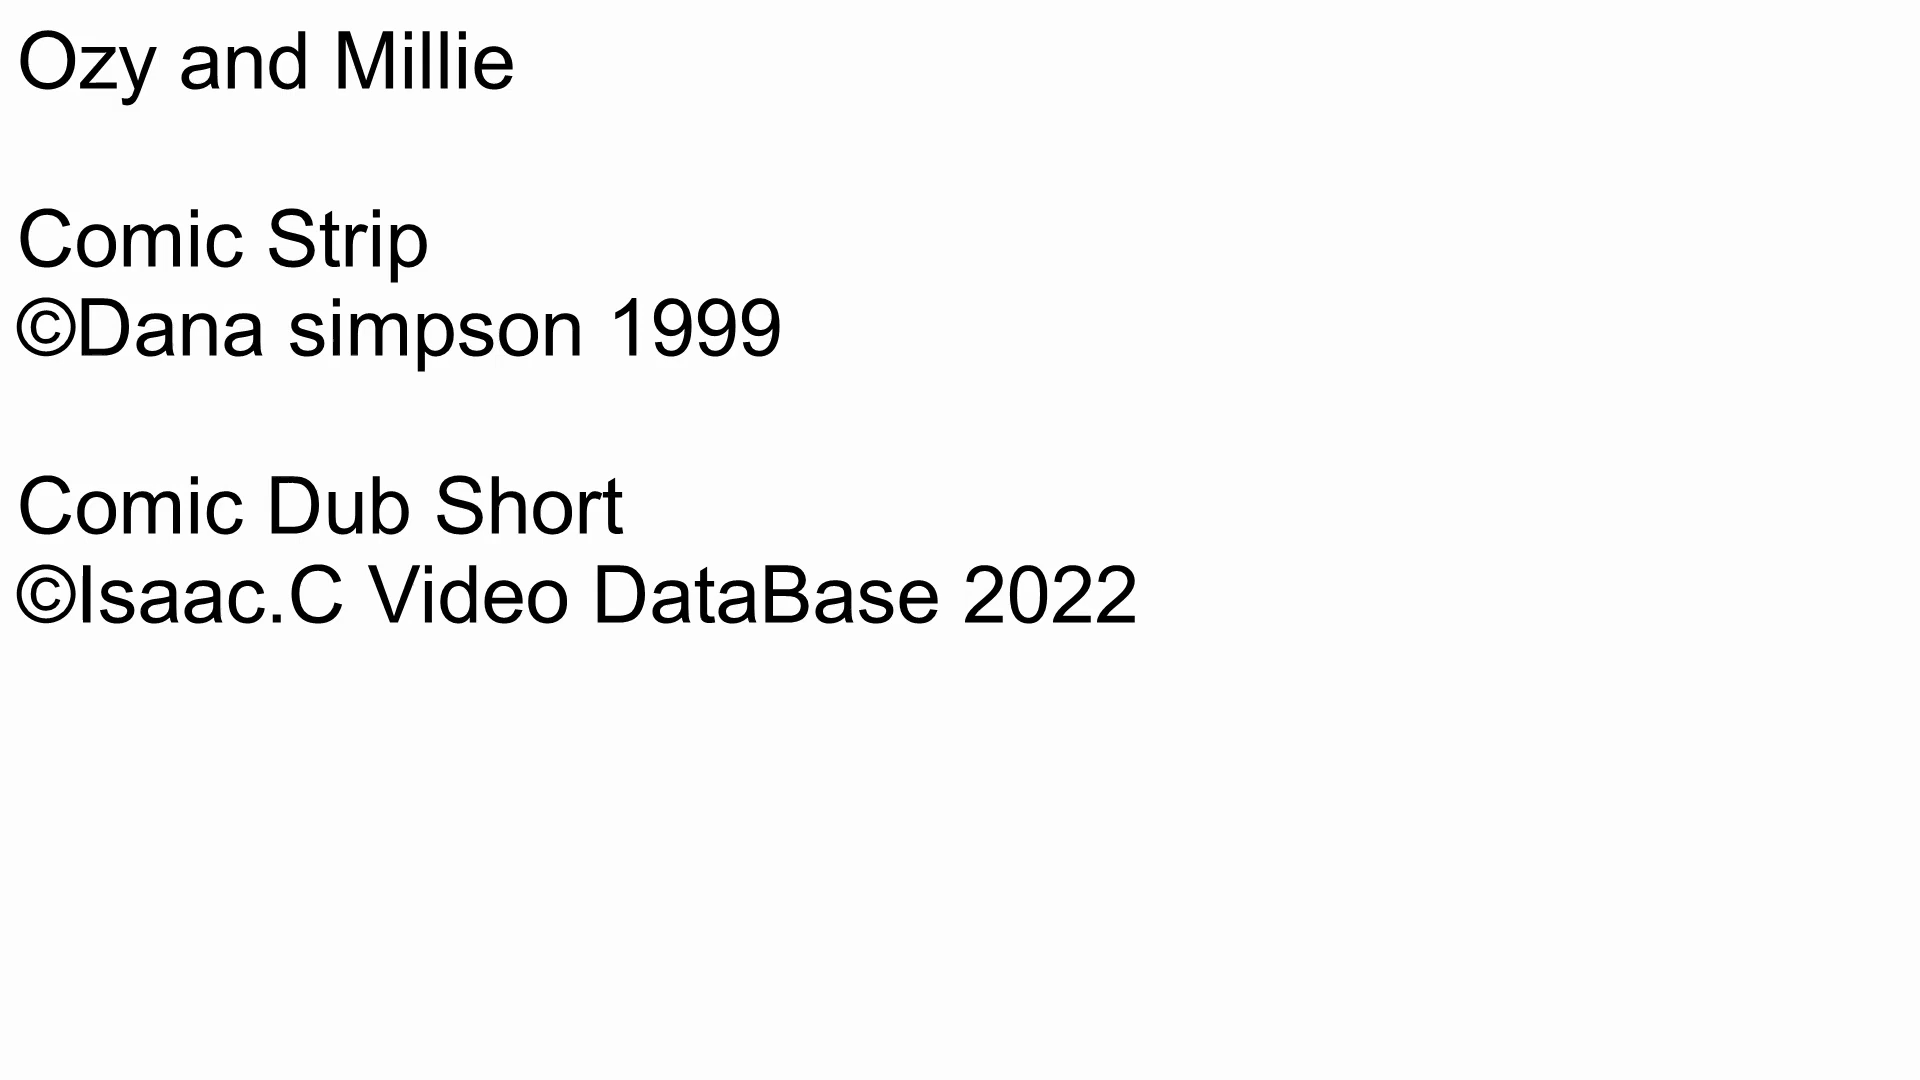 Ozy and Millie
Comic Strip
©Dana simpson 1999
Comic Dub Short
©Isaac.C Video DataBase 2022